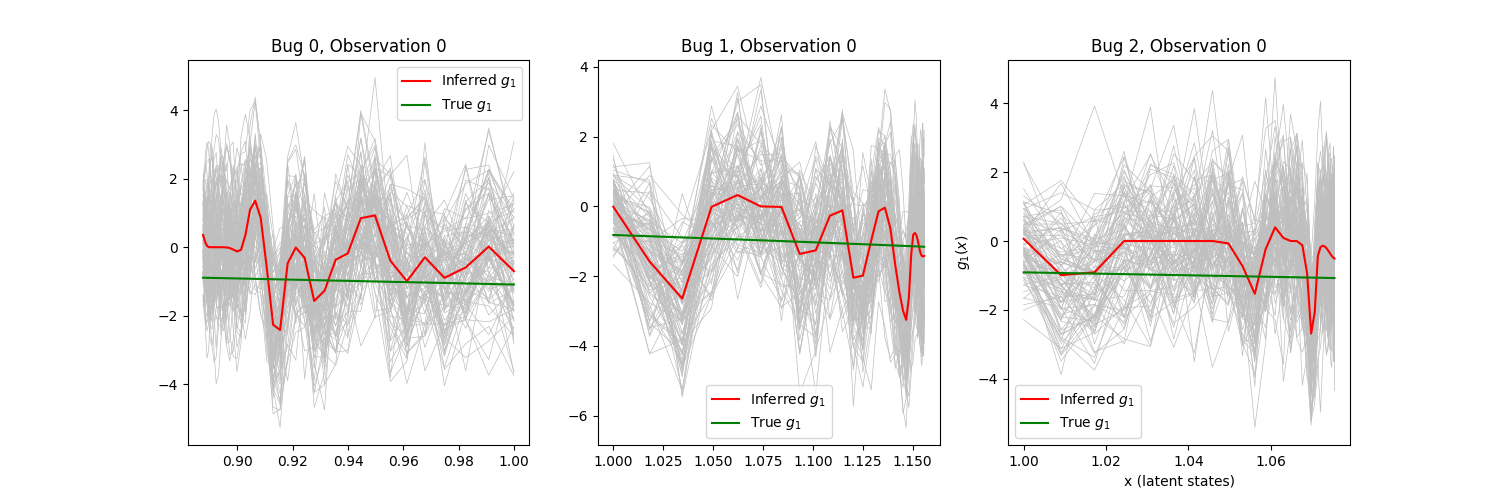 Bug 0, Observation 0
Inferred g₁
True g₁
4
2
0
−2
−4
0.90 0.92 0.94 0.96 0.98 1.00
Bug 1, Observation 0
4
2
0
−2
−4
−6
Inferred g₁
True g₁
1.000 1.025 1.050 1.075 1.100 1.125 1.150
Bug 2, Observation 0
g₁(x)
4
2
0
−2
−4
Inferred g₁
True g₁
1.00 1.02 1.04 1.06
x (latent states)